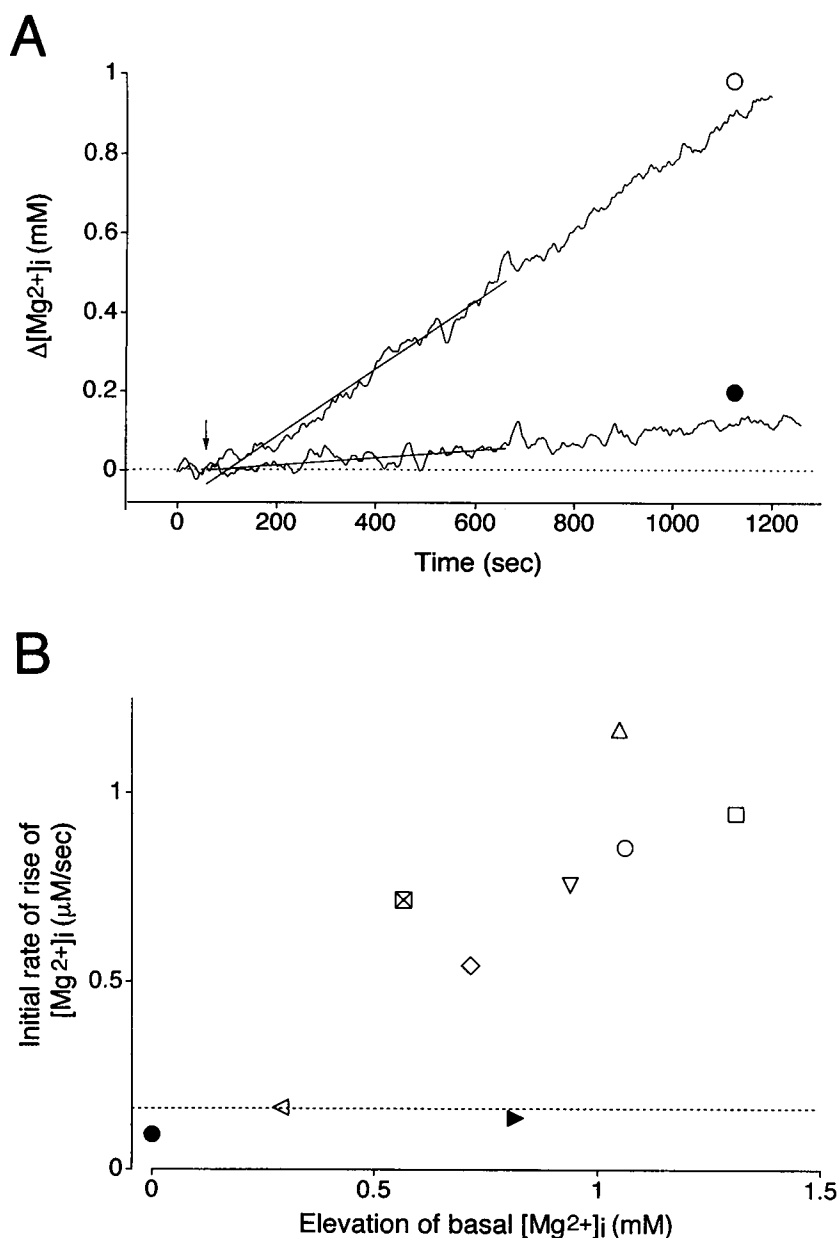 A
1
0.8
0.6
0.4
0.2
0
Δ[Mg2+]i (mM)
0 200 400 600 800 1000 1200
Time (sec)
B
1
0.5
0
Initial rate of rise of
[Mg2+]i (μM/sec)
0 0.5 1 1.5
Elevation of basal [Mg2+]i (mM)